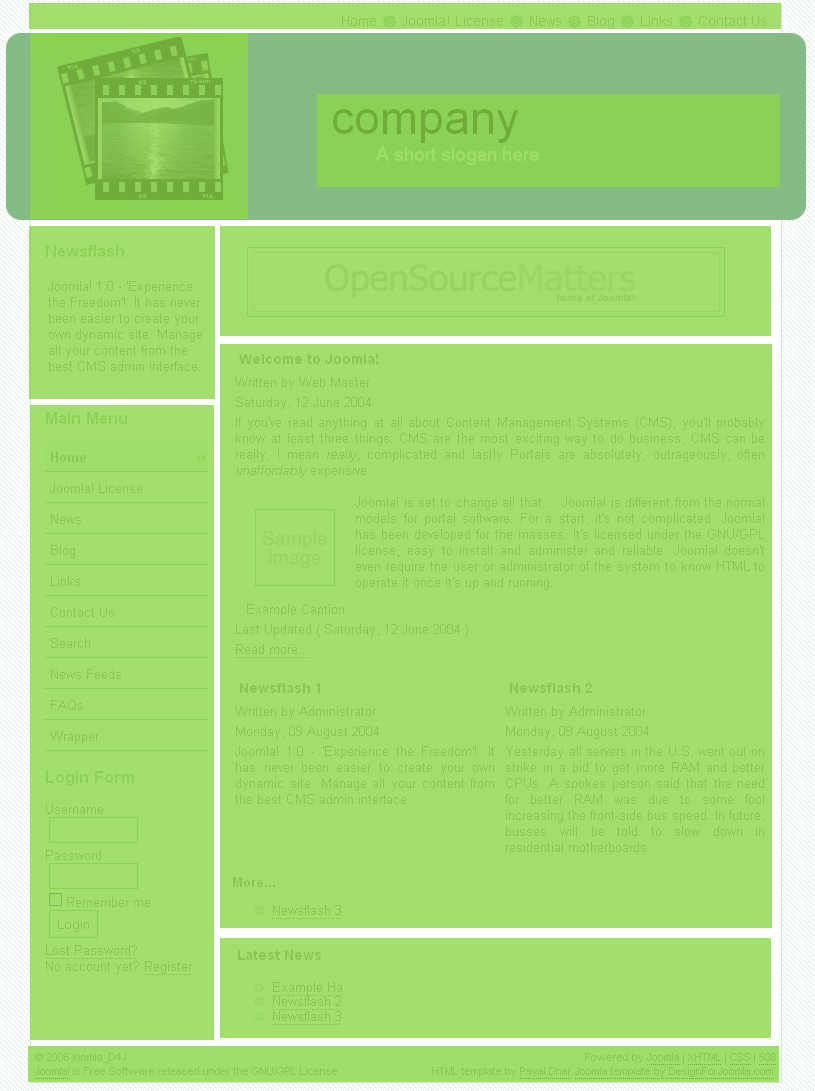 Home Joomla! License News Blog Links Contact Us
company
A short slogan here
Newsflash
Joomla! 1.0 - 'Experience
the Freedom'!. It has never
been easier to create your
own dynamic site. Manage
all your content from the
best CMS admin interface.
Main Menu
Home
Joomla! License
News
Blog
Links
Contact Us
Search
News Feeds
FAQs
Wrapper
Login Form
Username
Password
Remember me
Login
Lost Password?
No account yet? Register
OpenSourceMatters
home of Joomla!
Welcome to Joomla!
Written by Web Master
Saturday, 12 June 2004
If you've read anything at all about Content Management Systems (CMS), you'll probably
know at least three things: CMS are the most exciting way to do business, CMS can be
really, I mean really, complicated and lastly Portals are absolutely, outrageously, often
unaffordably expensive.
Sample
Image
Joomla! is set to change all that ... Joomla! is different from the normal
models for portal software. For a start, it's not complicated. Joomla!
has been developed for the masses. It's licensed under the GNU/GPL
license, easy to install and administer and reliable. Joomla! doesn't
even require the user or administrator of the system to know HTML to
operate it once it's up and running.
Example Caption
Last Updated ( Saturday, 12 June 2004 )
Read more...
Newsflash 1
Written by Administrator
Monday, 09 August 2004
Joomla! 1.0 - 'Experience the Freedom'!. It
has never been easier to create your own
dynamic site. Manage all your content from
the best CMS admin interface.
Newsflash 2
Written by Administrator
Monday, 09 August 2004
Yesterday all servers in the U.S. went out on
strike in a bid to get more RAM and better
CPUs. A spokes person said that the need
for better RAM was due to some fool
increasing the front-side bus speed. In future,
busses will be told to slow down in
residential motherboards.
More...
Newsflash 3
Latest News
Example Ha
Newsflash 2
Newsflash 3
© 2006 joomla_D4J
Joomla! is Free Software released under the GNU/GPL License.
Powered by Joomla | XHTML | CSS | 508
HTML template by Payal Dhar Joomla template by DesignForJoomla.com.